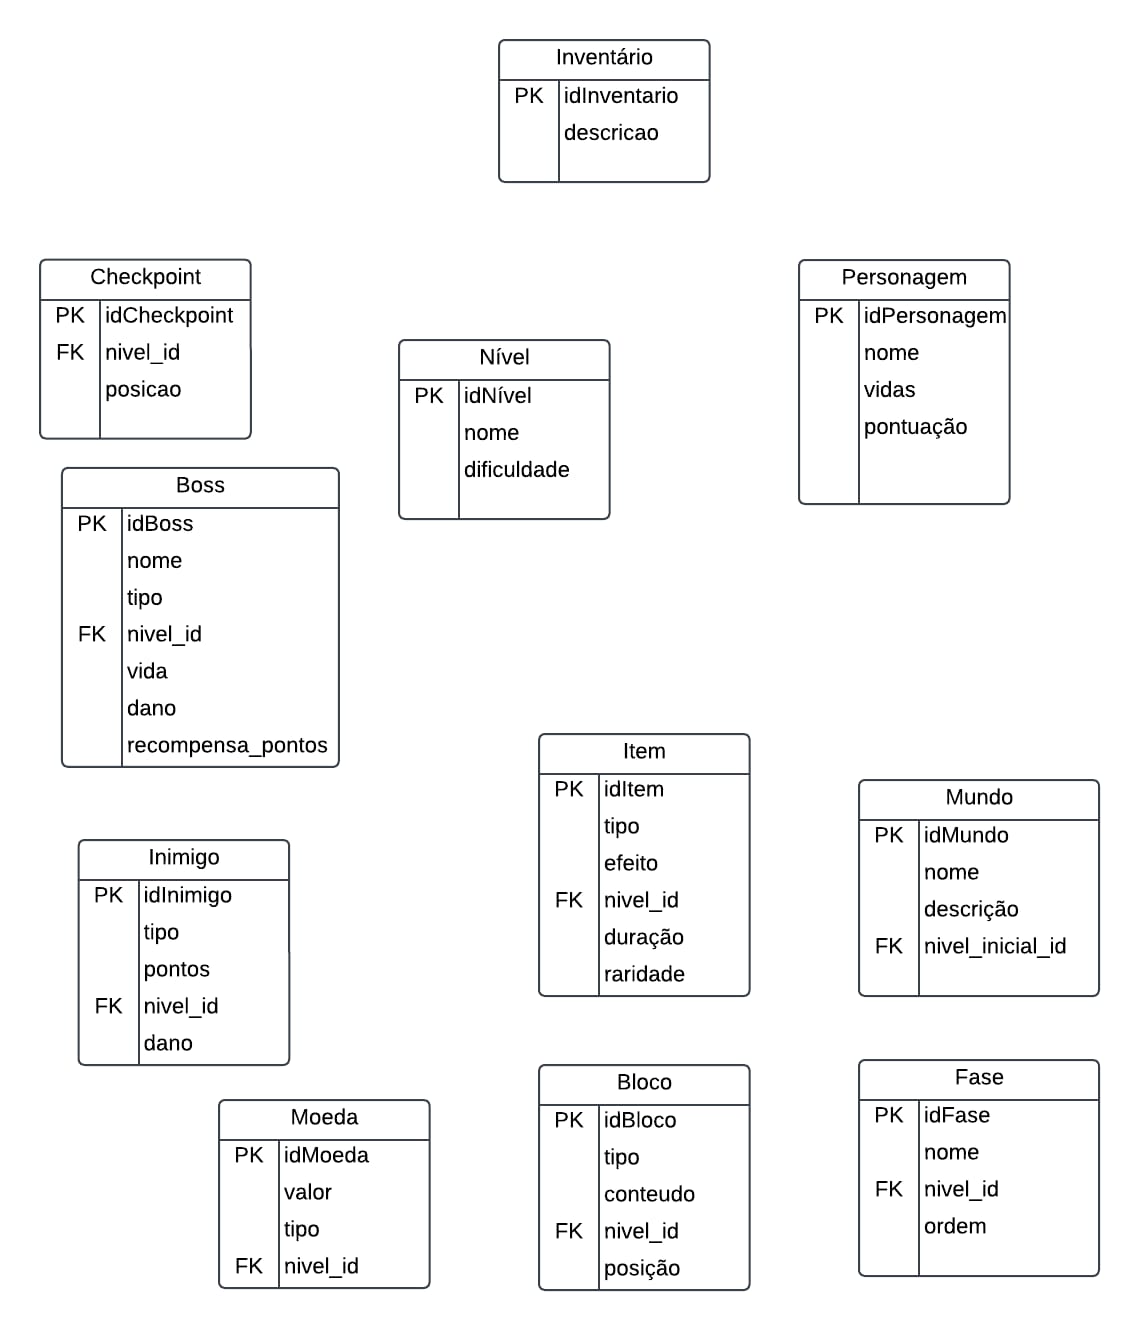 Inventário
PK idInventario
descricao
Checkpoint
PK idCheckpoint
FK nivel_id
posicao
Nível
PK idNível
nome
dificuldade
Personagem
PK idPersonagem
nome
vidas
pontuação
Boss
PK idBoss
nome
tipo
FK nivel_id
vida
dano
recompensa_pontos
Item
PK idItem
tipo
efeito
FK nivel_id
duração
raridade
Mundo
PK idMundo
nome
descrição
FK nivel_inicial_id
Inimigo
PK idInimigo
tipo
pontos
FK nivel_id
dano
Moeda
PK idMoeda
valor
tipo
FK nivel_id
Bloco
PK idBloco
tipo
conteudo
FK nivel_id
posição
Fase
PK idFase
nome
FK nivel_id
ordem